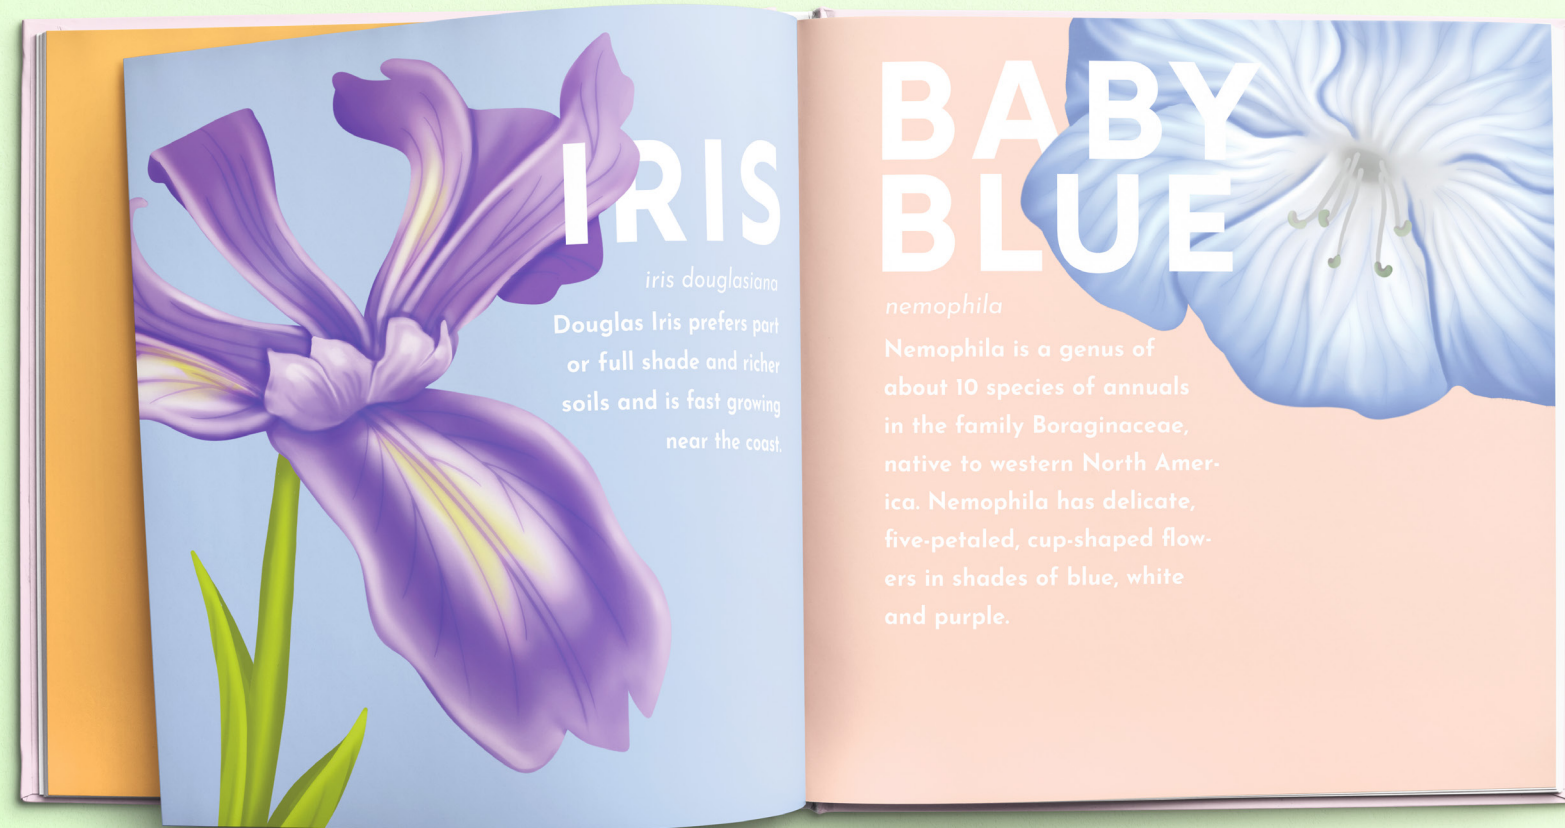 IRIS
iris douglasiana
Douglas Iris prefers part
or full shade and richer
soils and is fast growing
near the coast.
BABY
BLUE
nemophila
Nemophila is a genus of
about 10 species of annuals
in the family Boraginaceae,
native to western North Amer-
ica. Nemophila has delicate,
five-petaled, cup-shaped flow-
ers in shades of blue, white
and purple.